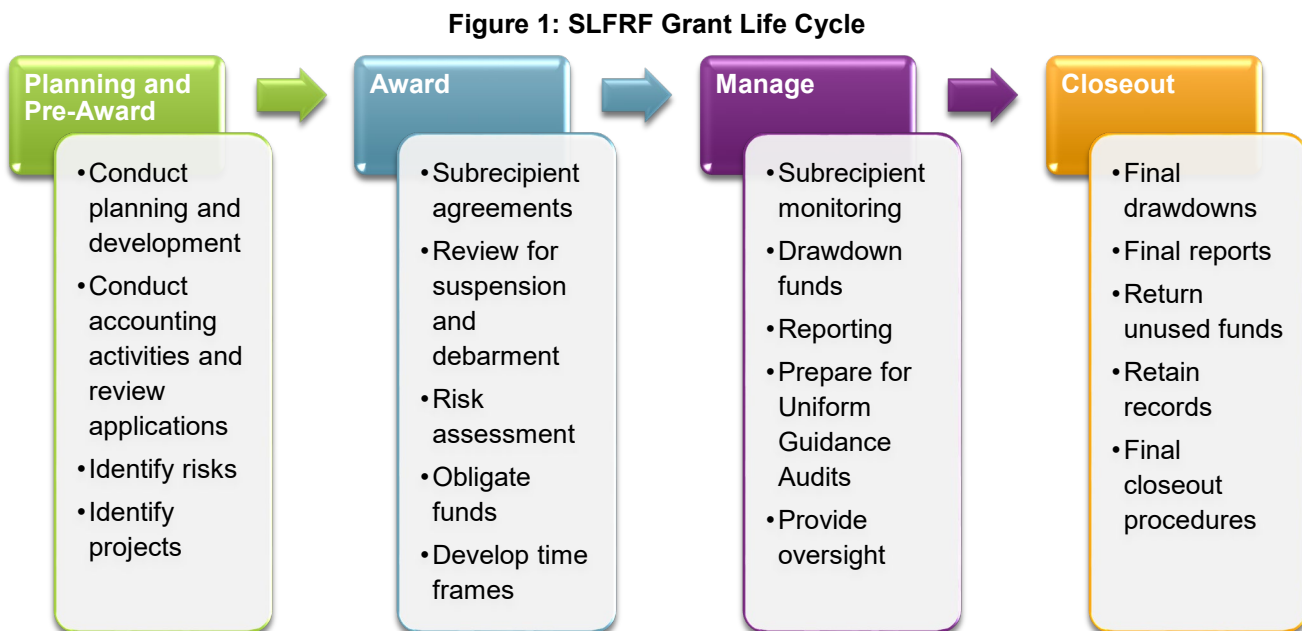 Figure 1: SLFRF Grant Life Cycle
Planning and
Pre-Award
•Conduct
planning and
development
•Conduct
accounting
activities and
review
applications
•Identify risks
•Identify
projects
Award
•Subrecipient
agreements
•Review for
suspension
and
debarment
•Risk
assessment
•Obligate
funds
•Develop time
frames
Manage
•Subrecipient
monitoring
•Drawdown
funds
•Reporting
•Prepare for
Uniform
Guidance
Audits
•Provide
oversight
Closeout
•Final
drawdowns
•Final reports
•Return
unused funds
•Retain
records
•Final
closeout
procedures